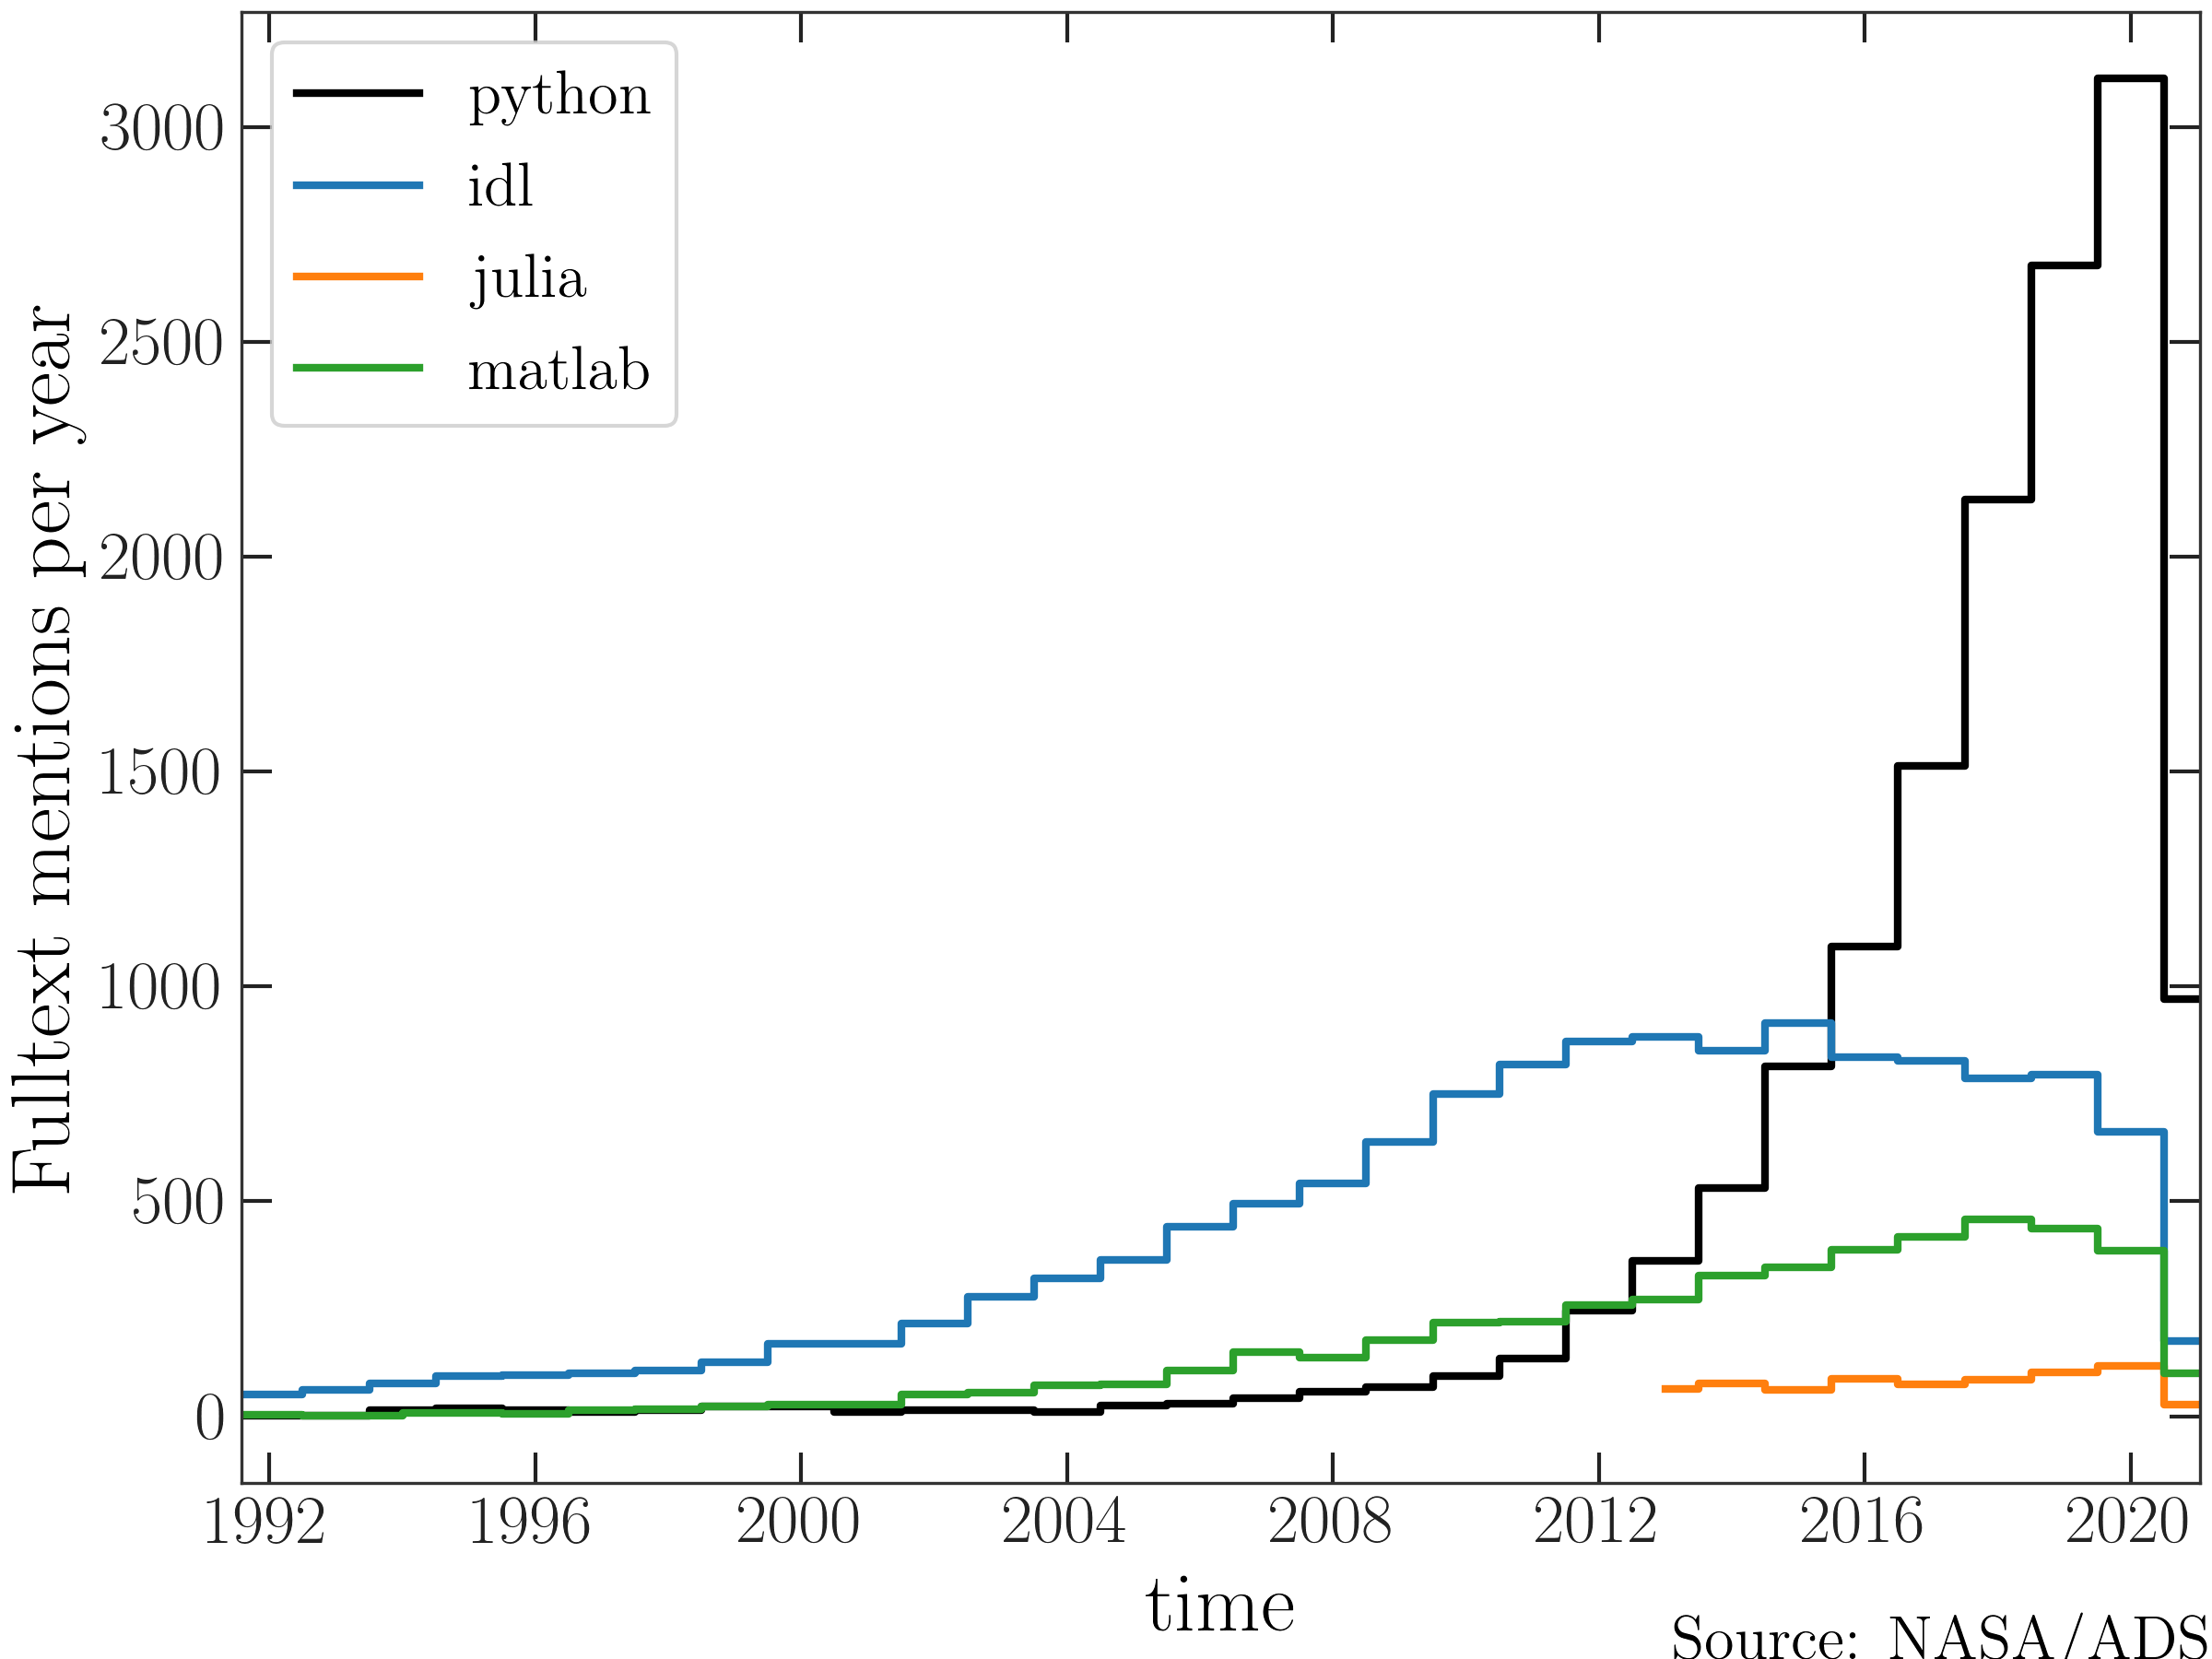 python
idl
julia
matlab
Fulltext mentions per year
3000
2500
2000
1500
1000
500
0
1992 1996 2000 2004 2008 2012 2016 2020
time
Source: NASA/ADS